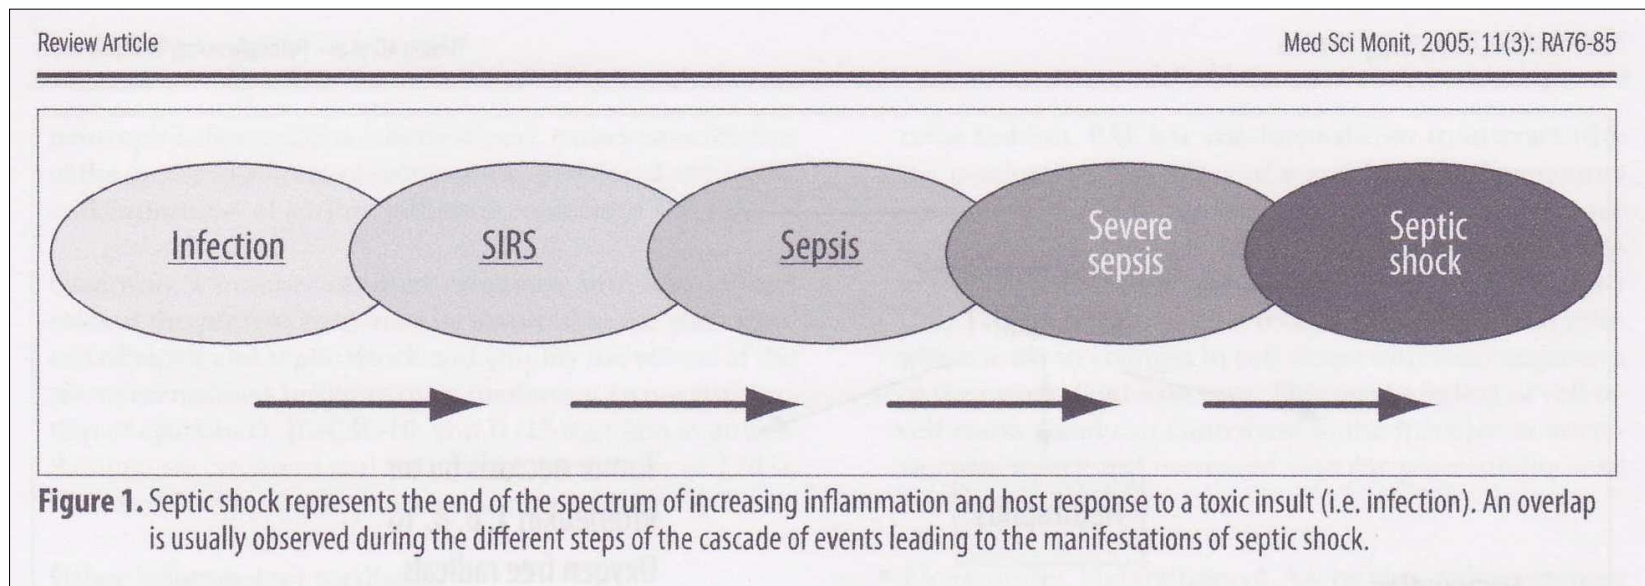 Review Article
Med Sci Monit, 2005; 11(3): RA76-85
Infection
SIRS
Sepsis
Severe
sepsis
Septic
shock
Figure 1. Septic shock represents the end of the spectrum of increasing inflammation and host response to a toxic insult (i.e. infection). An overlap
is usually observed during the different steps of the cascade of events leading to the manifestations of septic shock.